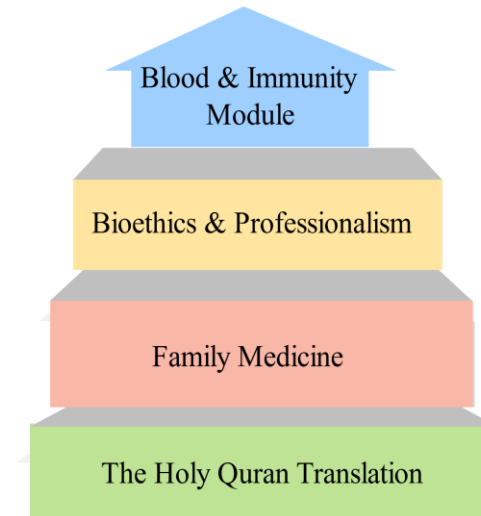 Blood & Immunity
Module
Bioethics & Professionalism
Family Medicine
The Holy Quran Translation